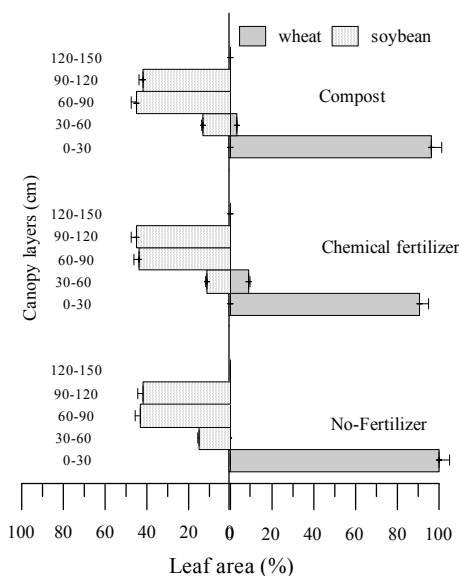 wheat soybean
120-150
90-120
60-90
30-60
0-30
Compost
120-150
90-120
60-90
30-60
0-30
Chemical fertilizer
120-150
90-120
60-90
30-60
0-30
No-Fertilizer
Canopy layers (cm)
100 80 60 40 20 0 0 20 40 60 80 100
Leaf area (%)